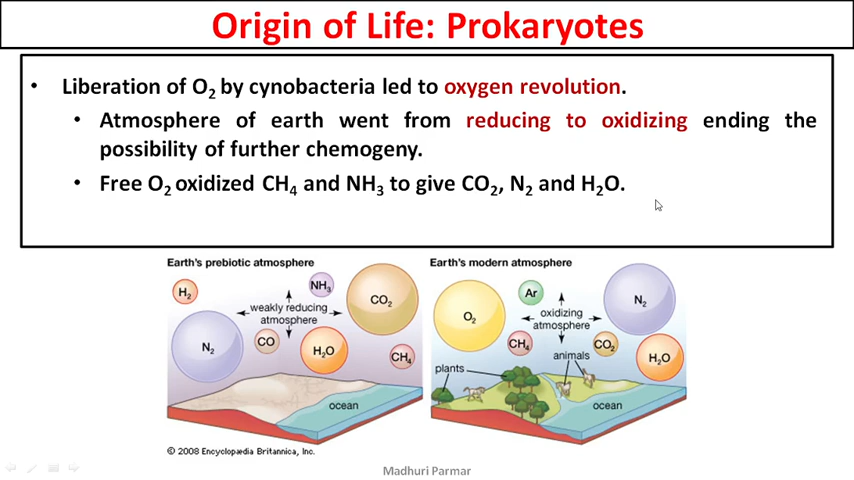 Origin of Life: Prokaryotes
• Liberation of O₂ by cynobacteria led to oxygen revolution.
• Atmosphere of earth went from reducing to oxidizing ending the
possibility of further chemogeny.
• Free O₂ oxidized CH₄ and NH₃ to give CO₂, N₂ and H₂O.
Earth's prebiotic atmosphere
H₂
NH₃
CO₂
weakly reducing
atmosphere
N₂
CO
H₂O
CH₄
ocean
Earth's modern atmosphere
Ar
N₂
O₂
oxidizing
atmosphere
CH₄
CO₂
animals
H₂O
plants
ocean
© 2008 Encyclopædia Britannica, Inc.
Madhuri Parmar